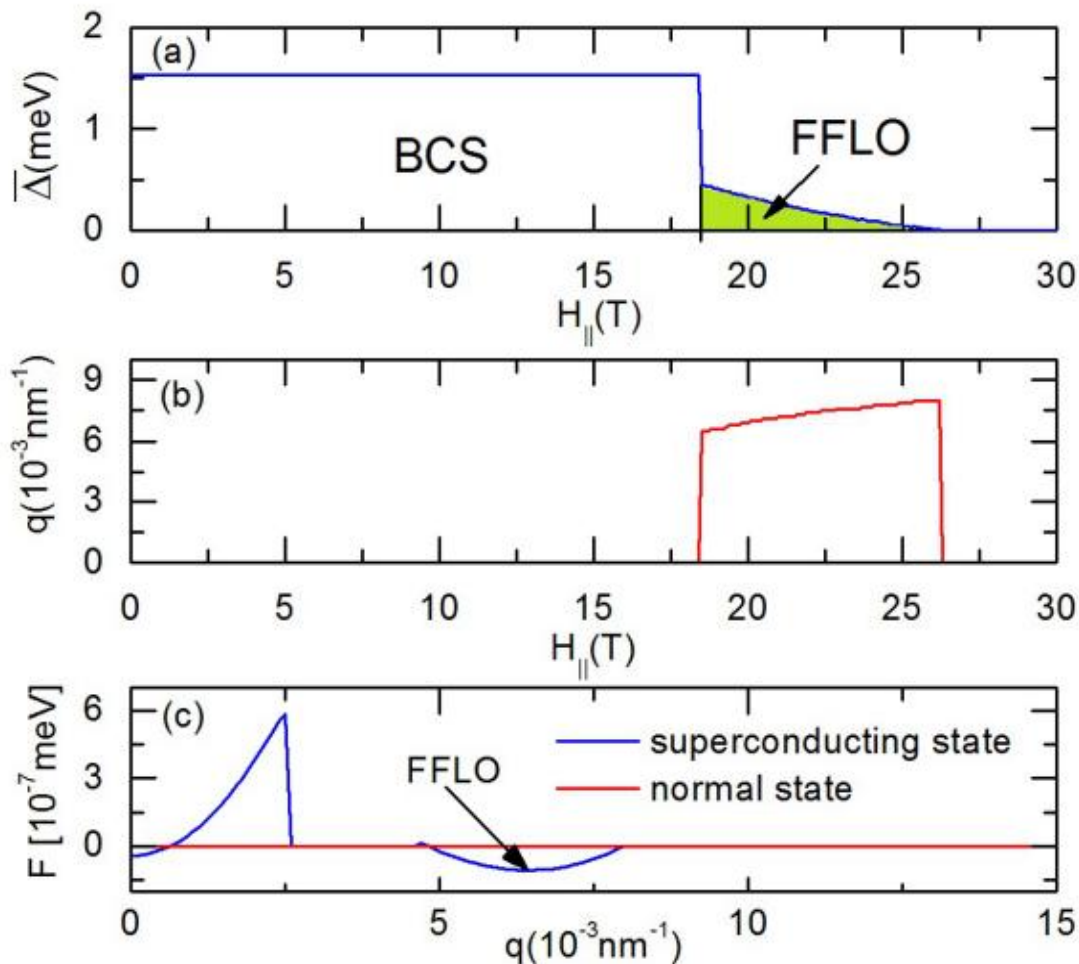 (a)
Δ̅(meV)
2
1
0
BCS
FFLO
0 5 10 15 20 25 30
H||(T)
(b)
q(10⁻³nm⁻¹)
9
6
3
0
0 5 10 15 20 25 30
H||(T)
(c)
F [10⁻⁷meV]
6
3
0
FFLO
superconducting state
normal state
0 5 10 15
q(10⁻³nm⁻¹)